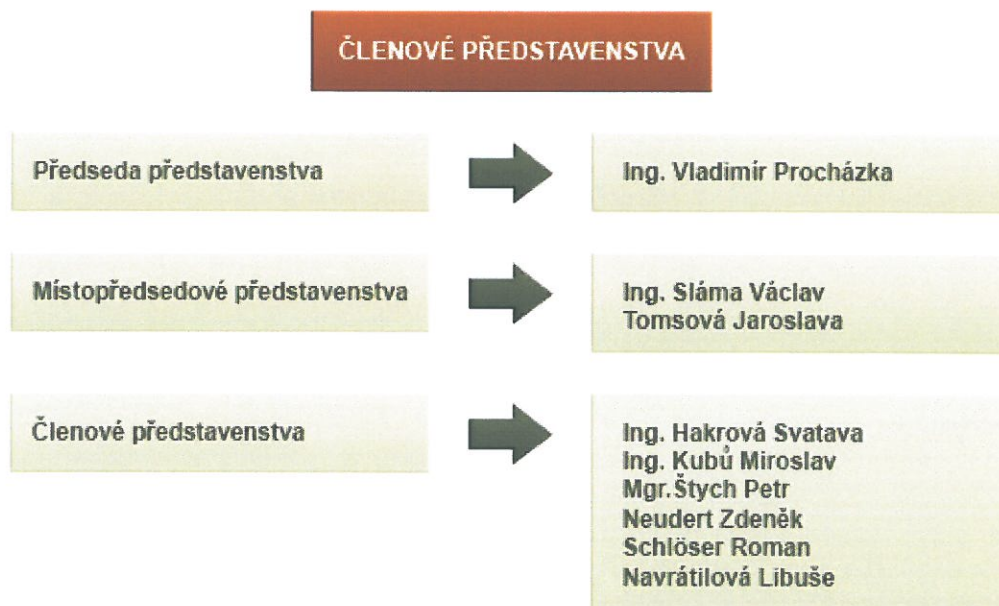 ČLENOVÉ PŘEDSTAVENSTVA
Předseda představenstva
Ing. Vladimír Procházka
Místopředsedové představenstva
Ing. Sláma Václav
Tomsová Jaroslava
Členové představenstva
Ing. Hakrová Svatava
Ing. Kubů Miroslav
Mgr.Štych Petr
Neudert Zdeněk
Schlöser Roman
Navrátilová Libuše